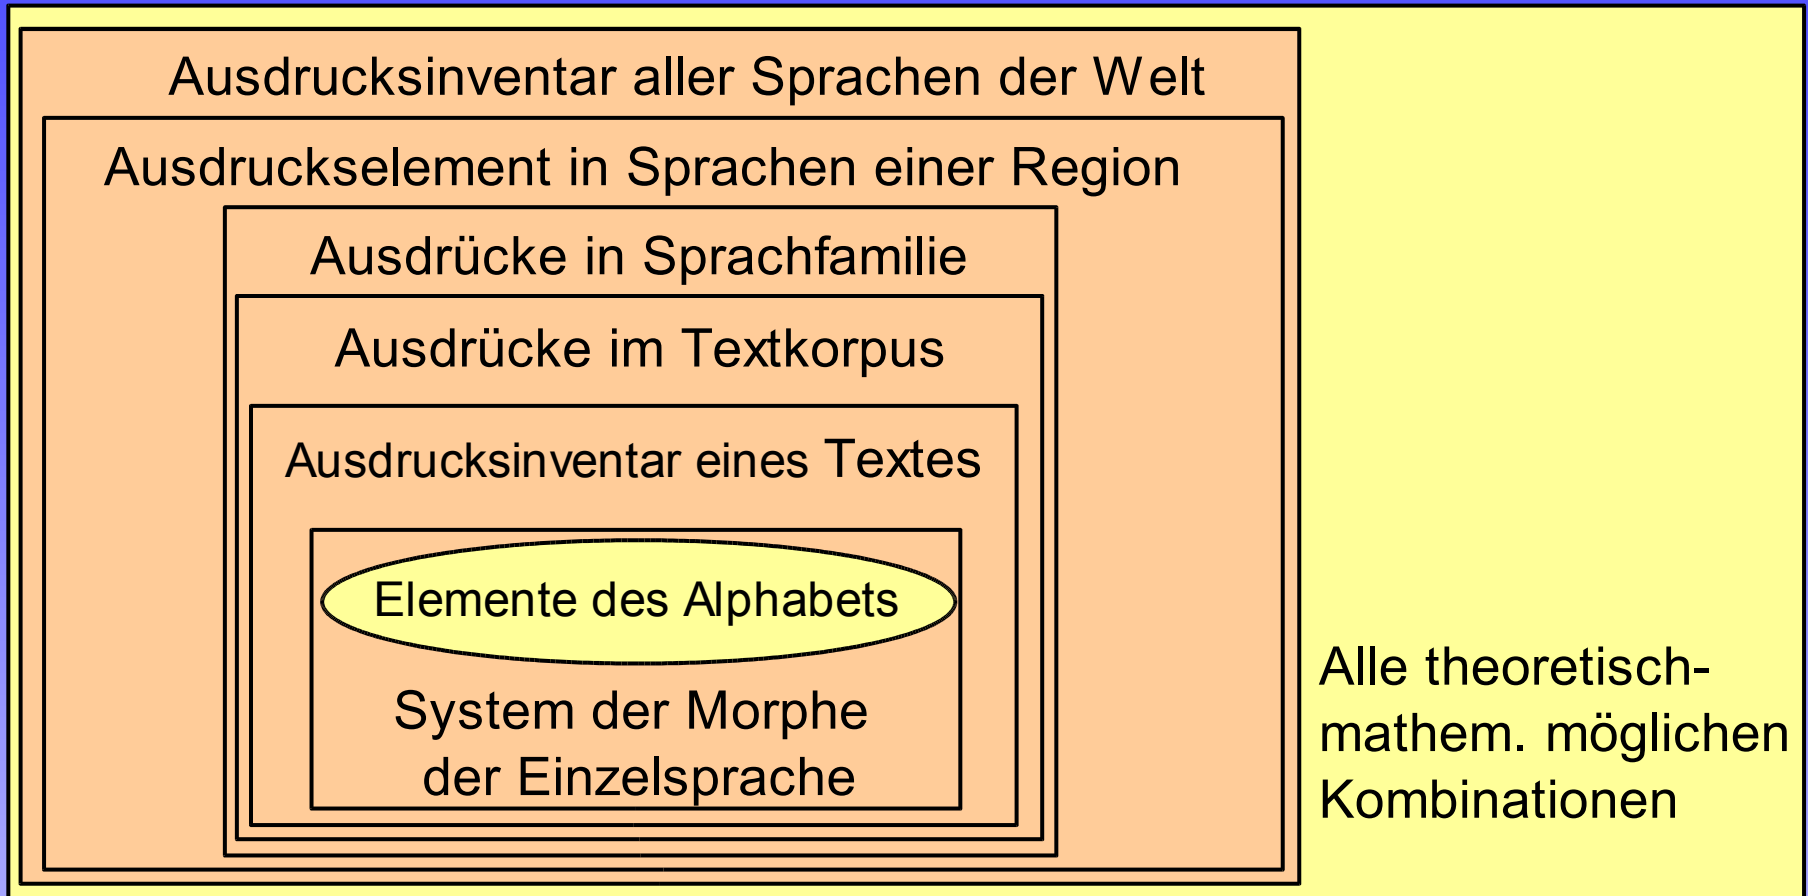 Ausdrucksinventar aller Sprachen der Welt
Ausdruckselement in Sprachen einer Region
Ausdrücke in Sprachfamilie
Ausdrücke im Textkorpus
Ausdrucksinventar eines Textes
Elemente des Alphabets
System der Morphe
der Einzelsprache
Alle theoretisch-
mathem. möglichen
Kombinationen